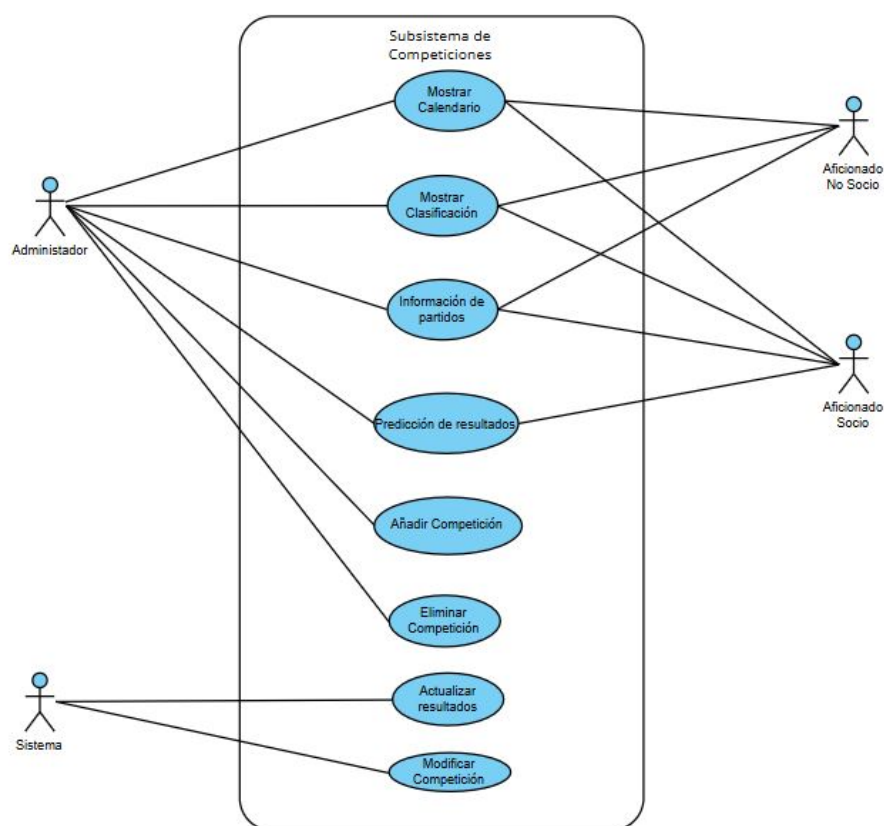 Subsistema de
Competiciones
Mostrar
Calendario
Aficionado
No Socio
Mostrar
Clasificación
Administador
Información de
partidos
Aficionado
Socio
Predicción de resultados
Añadir Competición
Eliminar
Competición
Actualizar
resultados
Sistema
Modificar
Competición